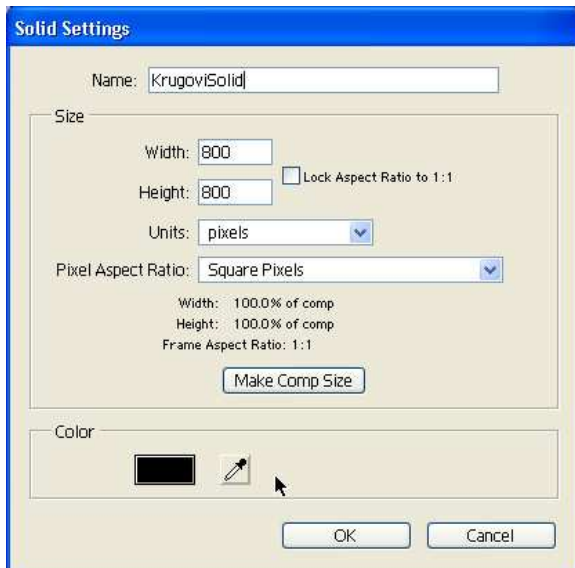 Solid Settings
Name: KrugoviSolid
Size
Width: 800
Lock Aspect Ratio to 1:1
Height: 800
Units: pixels
Pixel Aspect Ratio: Square Pixels
Width: 100.0% of comp
Height: 100.0% of comp
Frame Aspect Ratio: 1:1
Make Comp Size
Color
OK Cancel